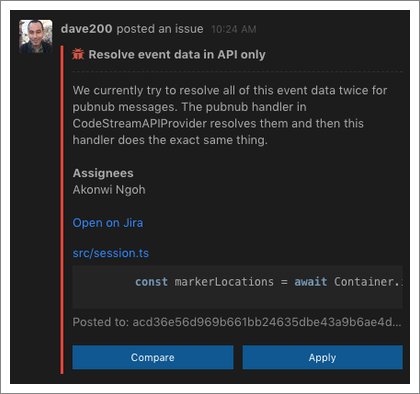 dave200 posted an issue 10:24 AM
Resolve event data in API only
We currently try to resolve all of this event data twice for
pubnub messages. The pubnub handler in
CodeStreamAPIProvider resolves them and then this
handler does the exact same thing.
Assignees
Akonwi Ngoh
Open on Jira
src/session.ts
const markerLocations = await Container.
Posted to: acd36e56d969b661bb24635dbe43a9b6ae4d...
Compare Apply